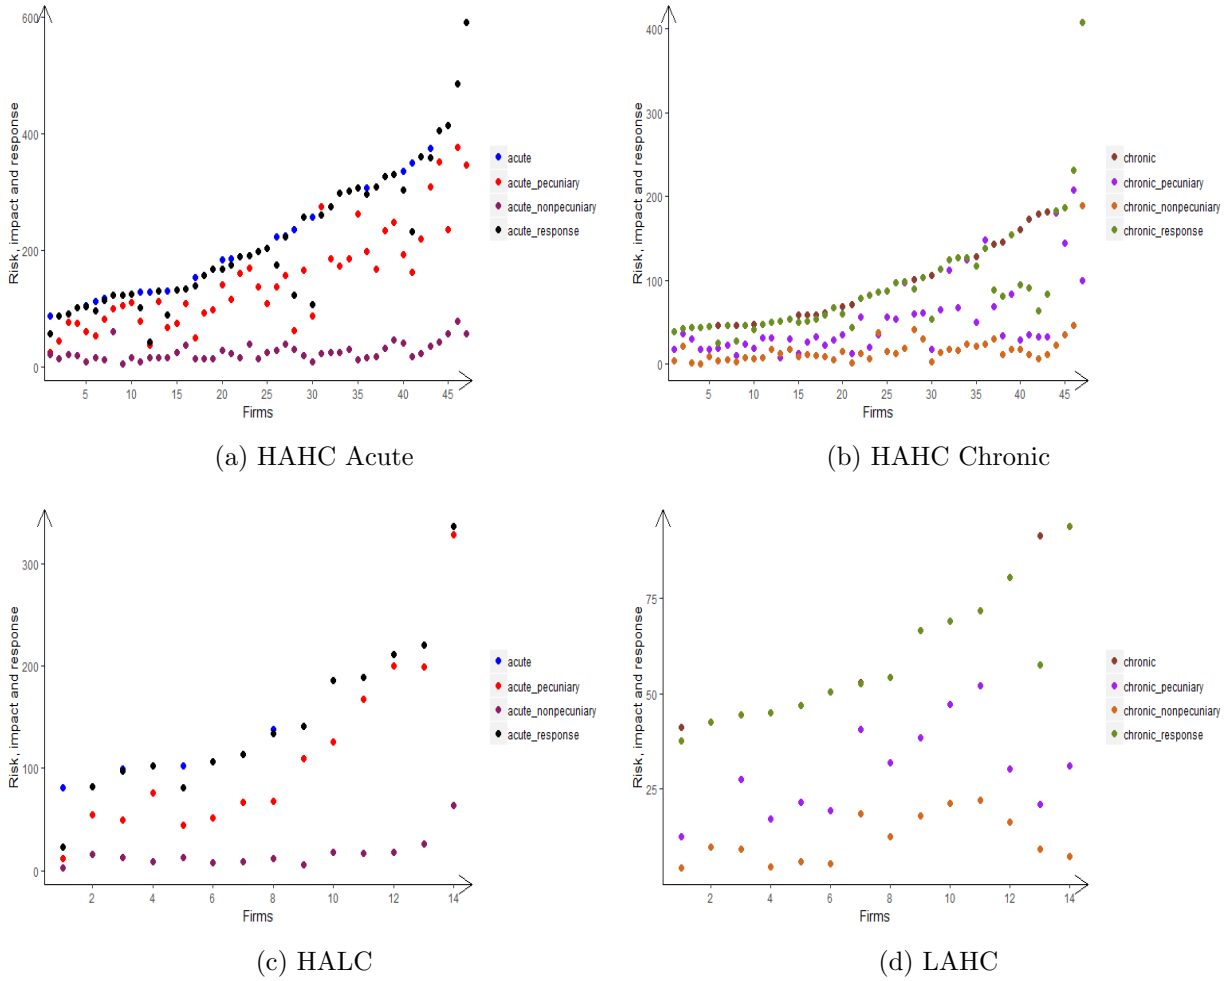 600
400
200
0
Risk, impact and response
5 10 15 20 25 30 35 40 45
Firms
acute
acute_pecuniary
acute_nonpecuniary
acute_response
(a) HAHC Acute
400
300
200
100
0
Risk, impact and response
5 10 15 20 25 30 35 40 45
Firms
chronic
chronic_pecuniary
chronic_nonpecuniary
chronic_response
(b) HAHC Chronic
300
200
100
0
Risk, impact and response
2 4 6 8 10 12 14
Firms
acute
acute_pecuniary
acute_nonpecuniary
acute_response
(c) HALC
75
50
25
Risk, impact and response
2 4 6 8 10 12 14
Firms
chronic
chronic_pecuniary
chronic_nonpecuniary
chronic_response
(d) LAHC